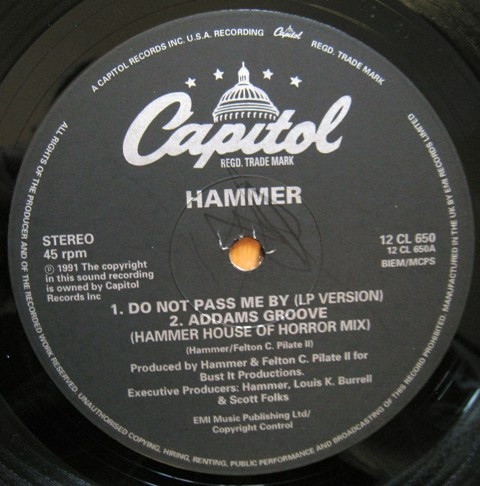 A CAPITOL RECORDS INC. U.S.A. RECORDING Capitol REGD. TRADE MARK
Capitol
REGD. TRADE MARK
HAMMER
STEREO
45 rpm
℗ 1991 The copyright
in this sound recording
is owned by Capitol
Records Inc
12 CL 650
12 CL 650A
BIEM/MCPS
1. DO NOT PASS ME BY (LP VERSION)
2. ADDAMS GROOVE
(HAMMER HOUSE OF HORROR MIX)
(Hammer/Felton C. Pilate II)
Produced by Hammer & Felton C. Pilate II for
Bust It Productions.
Executive Producers: Hammer, Louis K. Burrell
& Scott Folks
EMI Music Publishing Ltd/
Copyright Control
ALL RIGHTS OF THE PRODUCER AND OF THE OWNER OF THE RECORDED WORK RESERVED. UNAUTHORISED COPYING, HIRING, RENTING, PUBLIC PERFORMANCE AND BROADCASTING OF THIS RECORD PROHIBITED. MANUFACTURED IN THE UK BY EMI RECORDS LIMITED